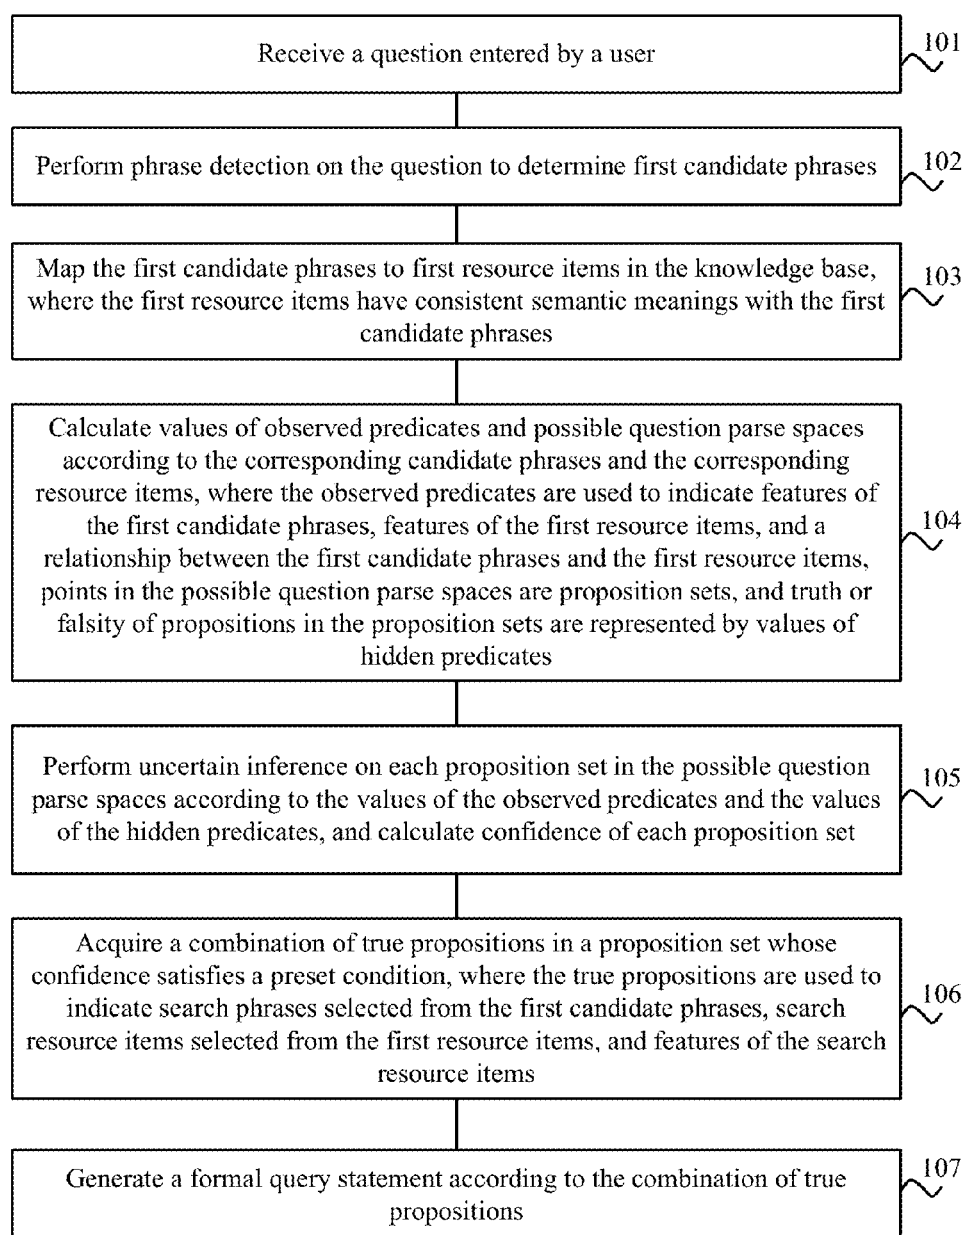 Receive a question entered by a user
101
Perform phrase detection on the question to determine first candidate phrases
102
Map the first candidate phrases to first resource items in the knowledge base,
where the first resource items have consistent semantic meanings with the first
candidate phrases
103
Calculate values of observed predicates and possible question parse spaces
according to the corresponding candidate phrases and the corresponding
resource items, where the observed predicates are used to indicate features of
the first candidate phrases, features of the first resource items, and a
relationship between the first candidate phrases and the first resource items,
points in the possible question parse spaces are proposition sets, and truth or
falsity of propositions in the proposition sets are represented by values of
hidden predicates
104
Perform uncertain inference on each proposition set in the possible question
parse spaces according to the values of the observed predicates and the values
of the hidden predicates, and calculate confidence of each proposition set
105
Acquire a combination of true propositions in a proposition set whose
confidence satisfies a preset condition, where the true propositions are used to
indicate search phrases selected from the first candidate phrases, search
resource items selected from the first resource items, and features of the search
resource items
106
Generate a formal query statement according to the combination of true
propositions
107